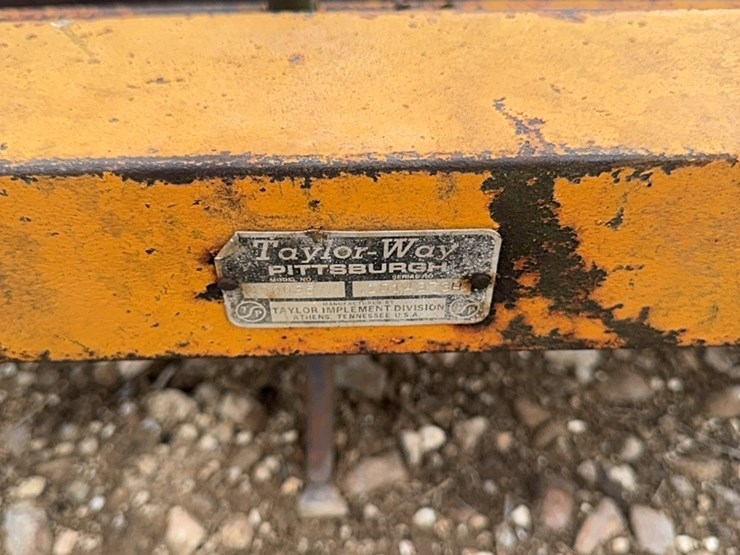 Taylor-Way
PITTSBURGH
MODEL NO. SERIAL NO.
MANUFACTURED BY
TAYLOR IMPLEMENT DIVISION
ATHENS, TENNESSEE U.S.A.